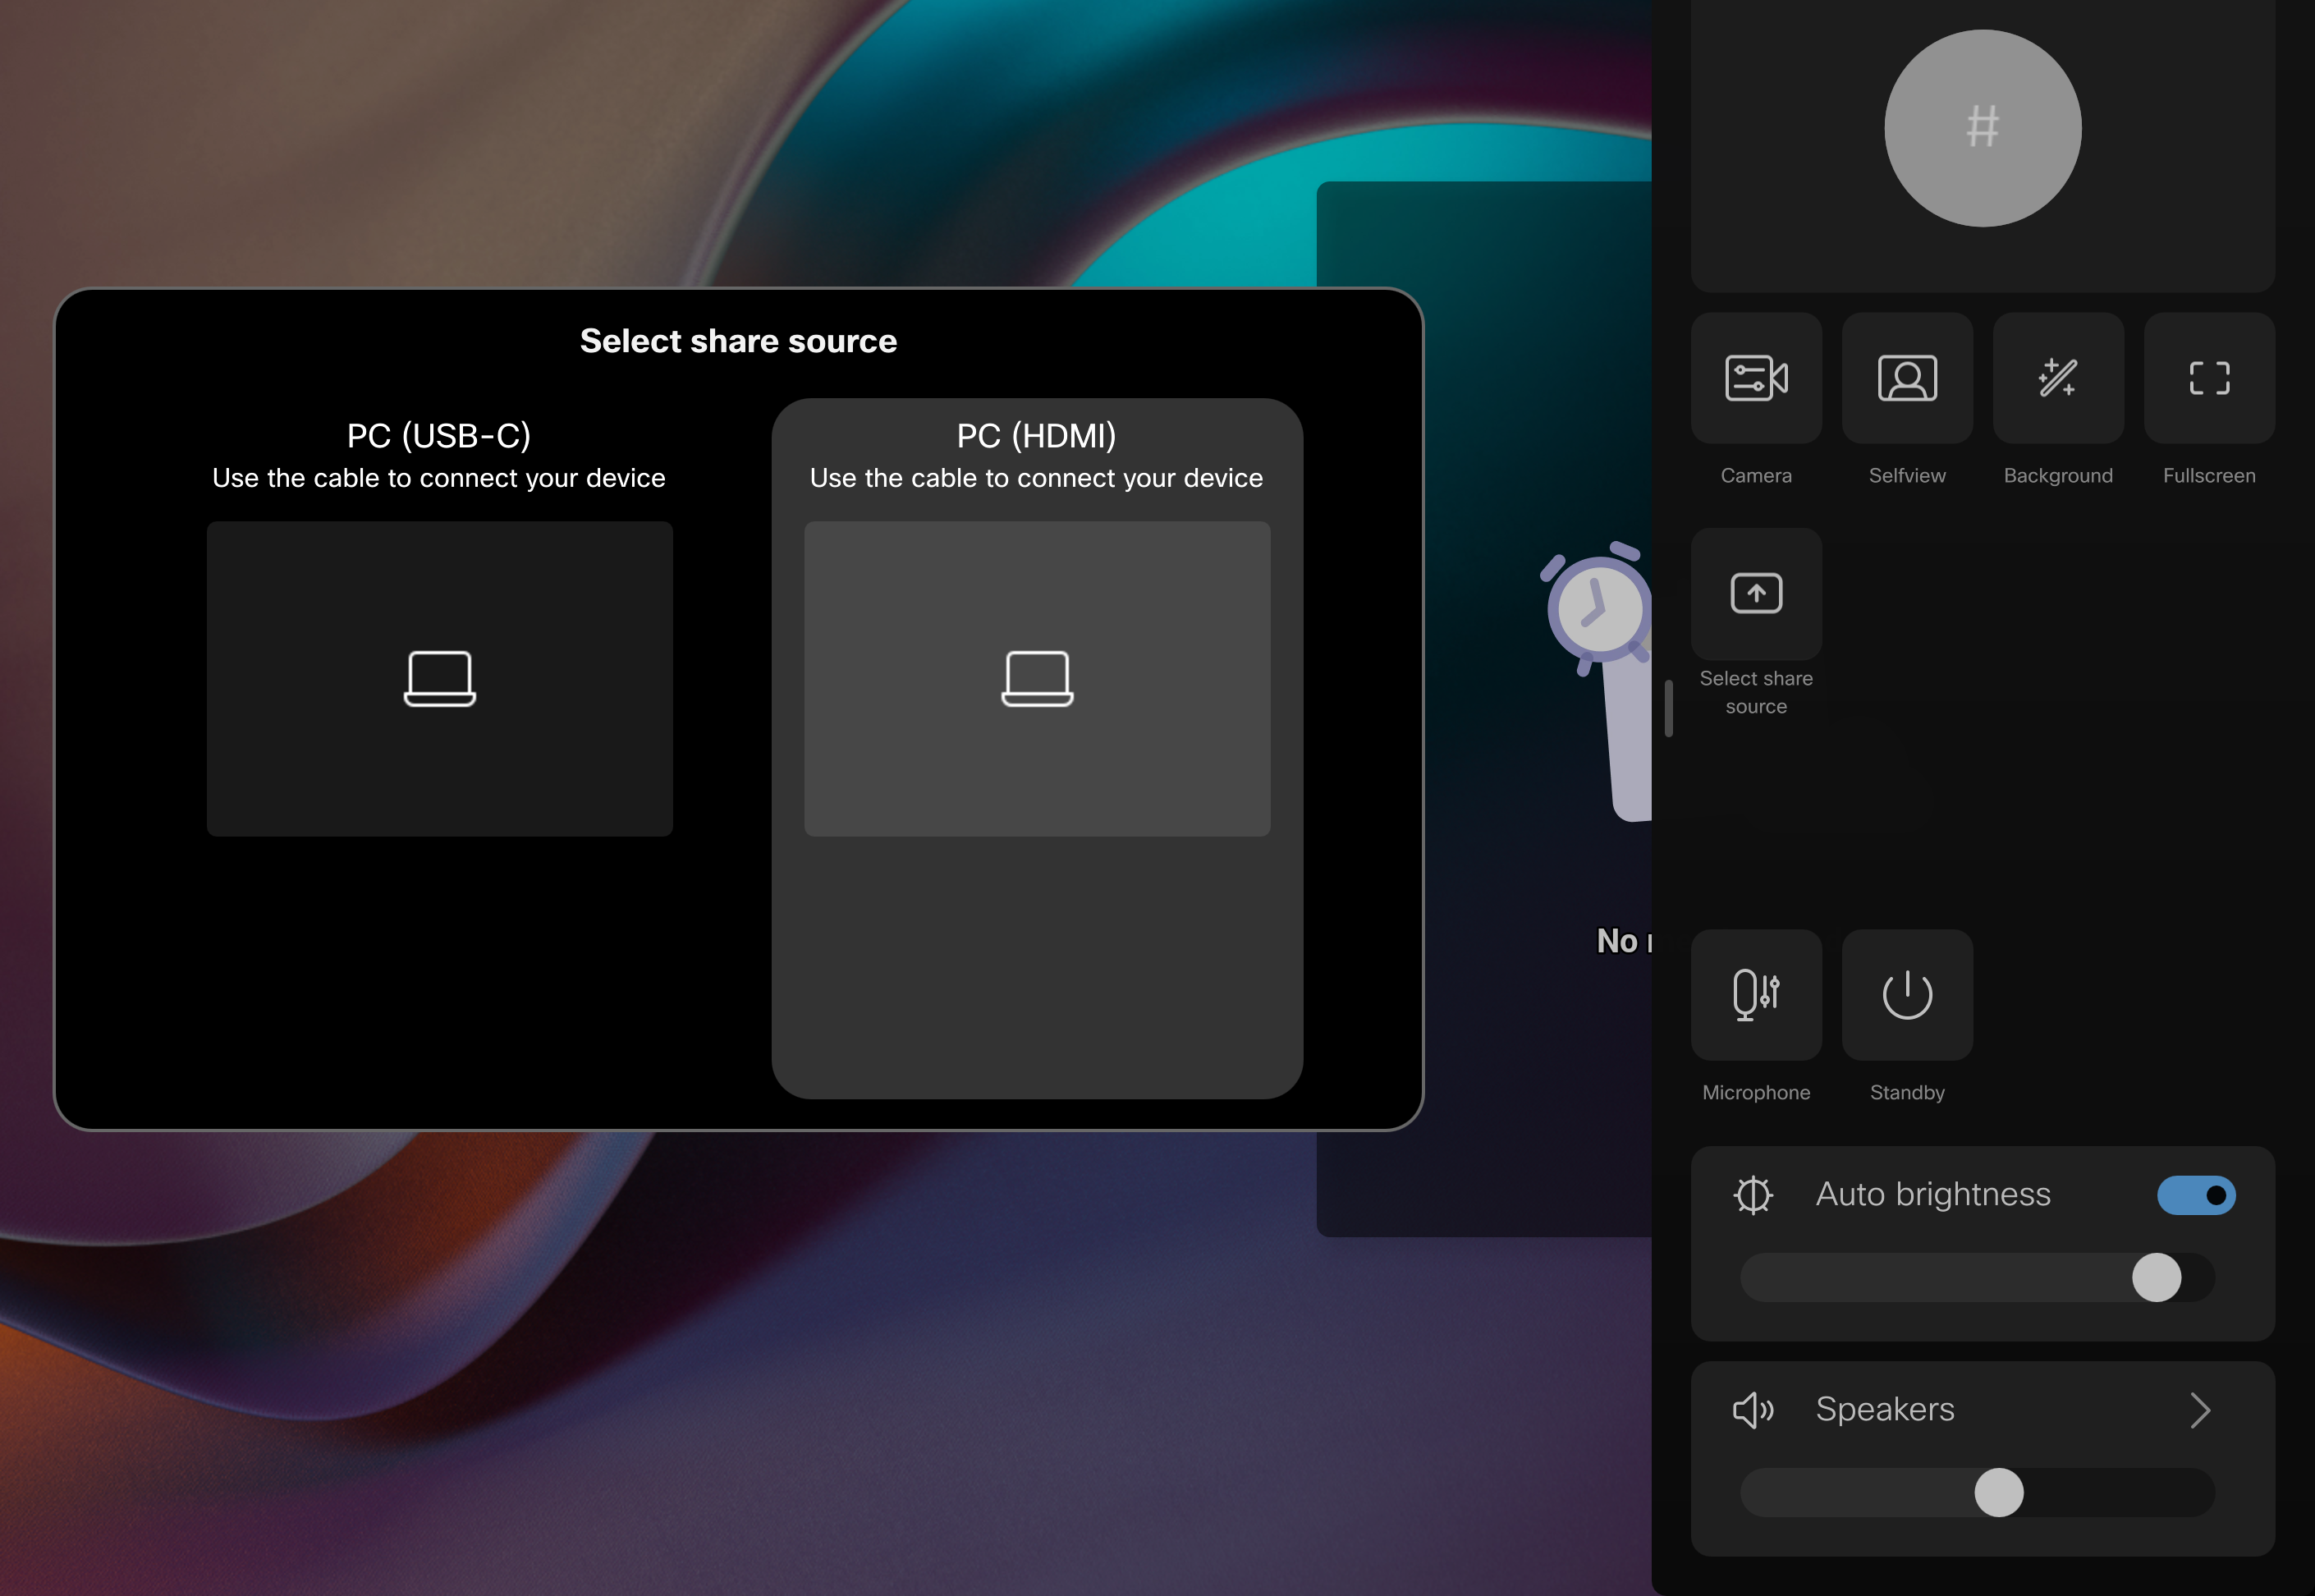 Select share source
PC (USB-C)
Use the cable to connect your device
PC (HDMI)
Use the cable to connect your device
No
#
Camera
Selfview
Background
Fullscreen
Select share
source
Microphone
Standby
Auto brightness
Speakers